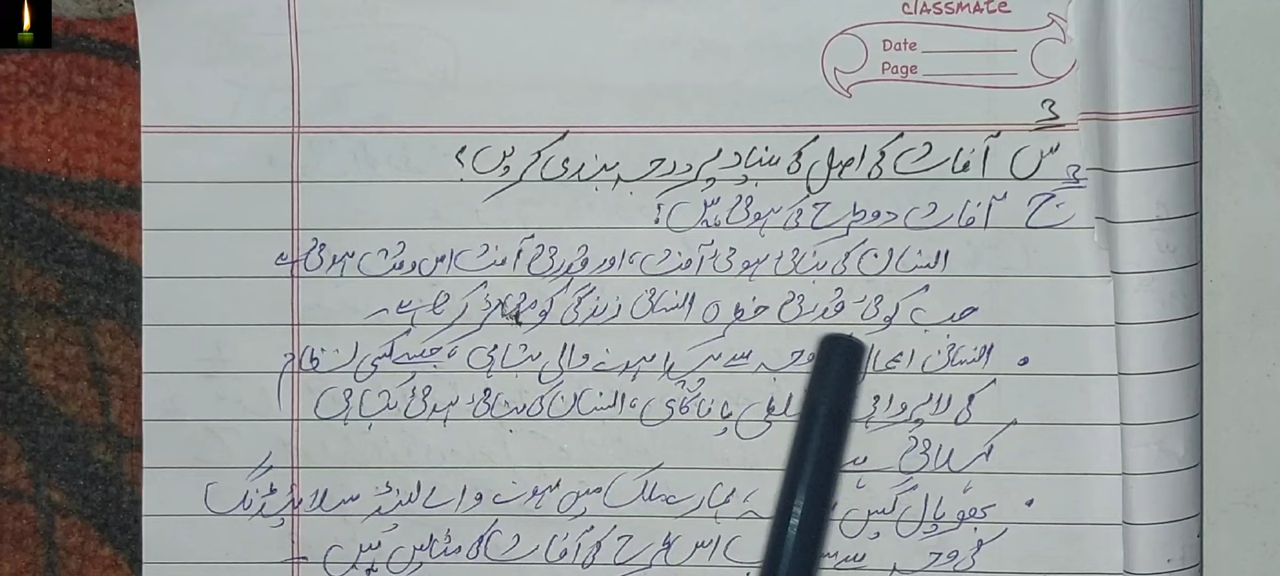 CLASSMATE
Date
Page
3
س آفات کی اصل کی بنیاد پر درجہ بندی کریں؟
3
ج آفات دو طرح کی ہوتی ہیں؟
انسان کی بنائی ہوئی آفت، اور قدرتی آفت اس وقت ہوتی ہے
جب کوئی قدرتی خطرہ انسانی زندگی کو متاثر کرتا ہے۔
• انسانی اعمال وجہ سے پیدا ہونے والی تباہی، جیسے کسی نظام
کی لاپرواہی یا ناکامی، انسان کی بنائی ہوئی تباہی
کہلاتی
• بھوپال گیس ہمارے ملک میں ہونے والے لینڈ سلائیڈنگ
کی وجہ سے اس طرح کی آفات کی مثالیں ہیں۔